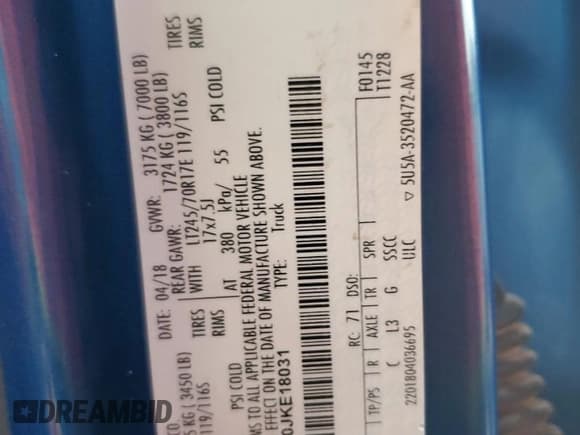 CO.
DATE: 04/18 GVWR: 3175 KG ( 7000 LB)
KG ( 3450 LB) REAR GAWR: 1724 KG ( 3800 LB)
119/116S TIRES WITH LT245/70R17E 119/116S TIRES
RIMS 17x7.5J RIMS
PSI COLD AT 380 kPa/ 55 PSI COLD
MS TO ALL APPLICABLE FEDERAL MOTOR VEHICLE
EFFECT ON THE DATE OF MANUFACTURE SHOWN ABOVE.
JKE18031 TYPE: Truck
F0145
T1228
RC: 71 DSO:
TP/PS R AXLE TR SPR
C L3 G SSCC
2201804036695 ULC ▽ 5U5A-3520472-AA
DREAMBID